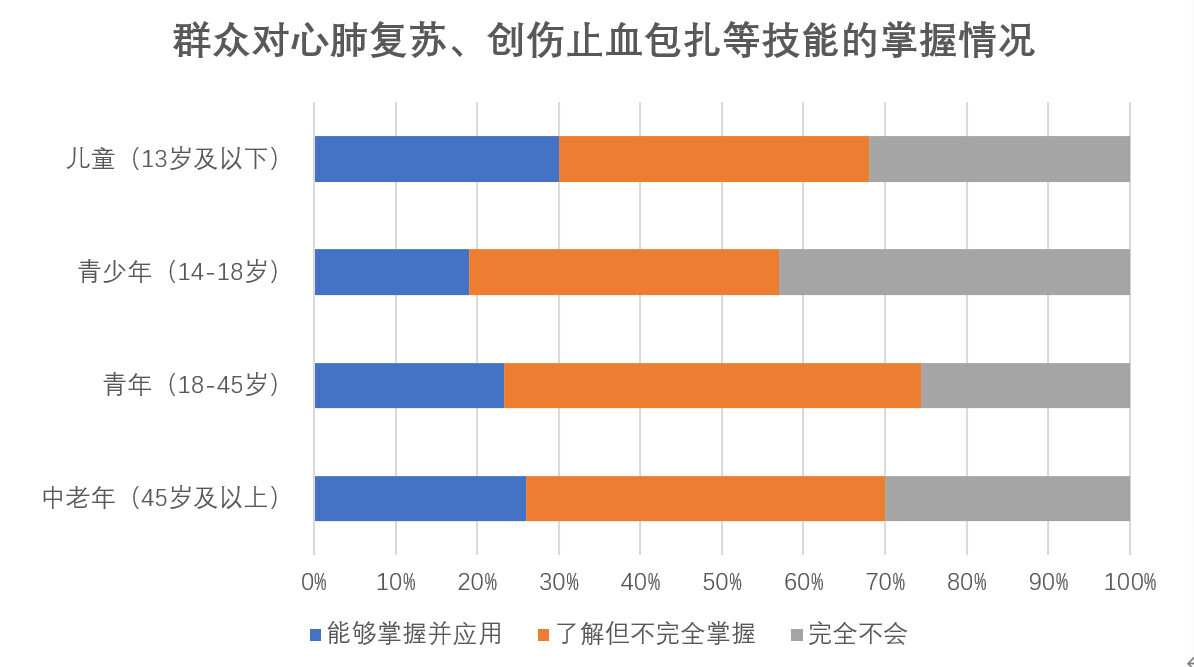 群众对心肺复苏、创伤止血包扎等技能的掌握情况
儿童（13岁及以下）
青少年（14-18岁）
青年（18-45岁）
中老年（45岁及以上）
0% 10% 20% 30% 40% 50% 60% 70% 80% 90% 100%
能够掌握并应用 了解但不完全掌握 完全不会